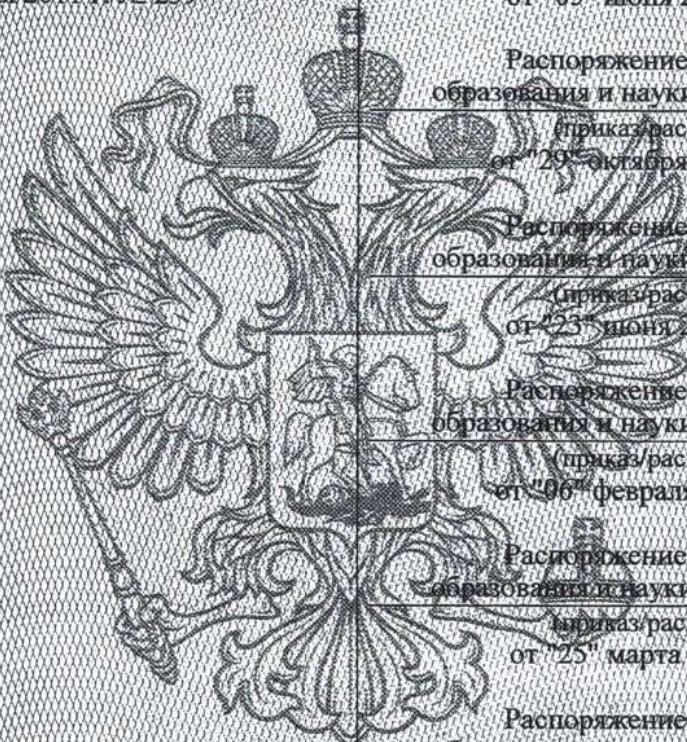 от "05" июня 2
Распоряжение
образования и науки
(приказ/рас
от "29" октября
Распоряжение
образования и науки
(приказ/рас
от "23" июня 2
Распоряжение
образования и науки
(приказ/рас
от "06" февраля
Распоряжение
образования и науки
(приказ/рас
от "25" марта
Распоряжение